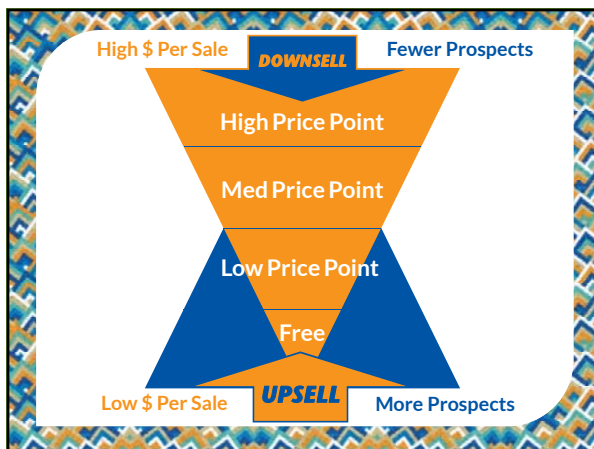 High $ Per Sale
DOWNSELL
Fewer Prospects
High Price Point
Med Price Point
Low Price Point
Free
Low $ Per Sale
UPSELL
More Prospects